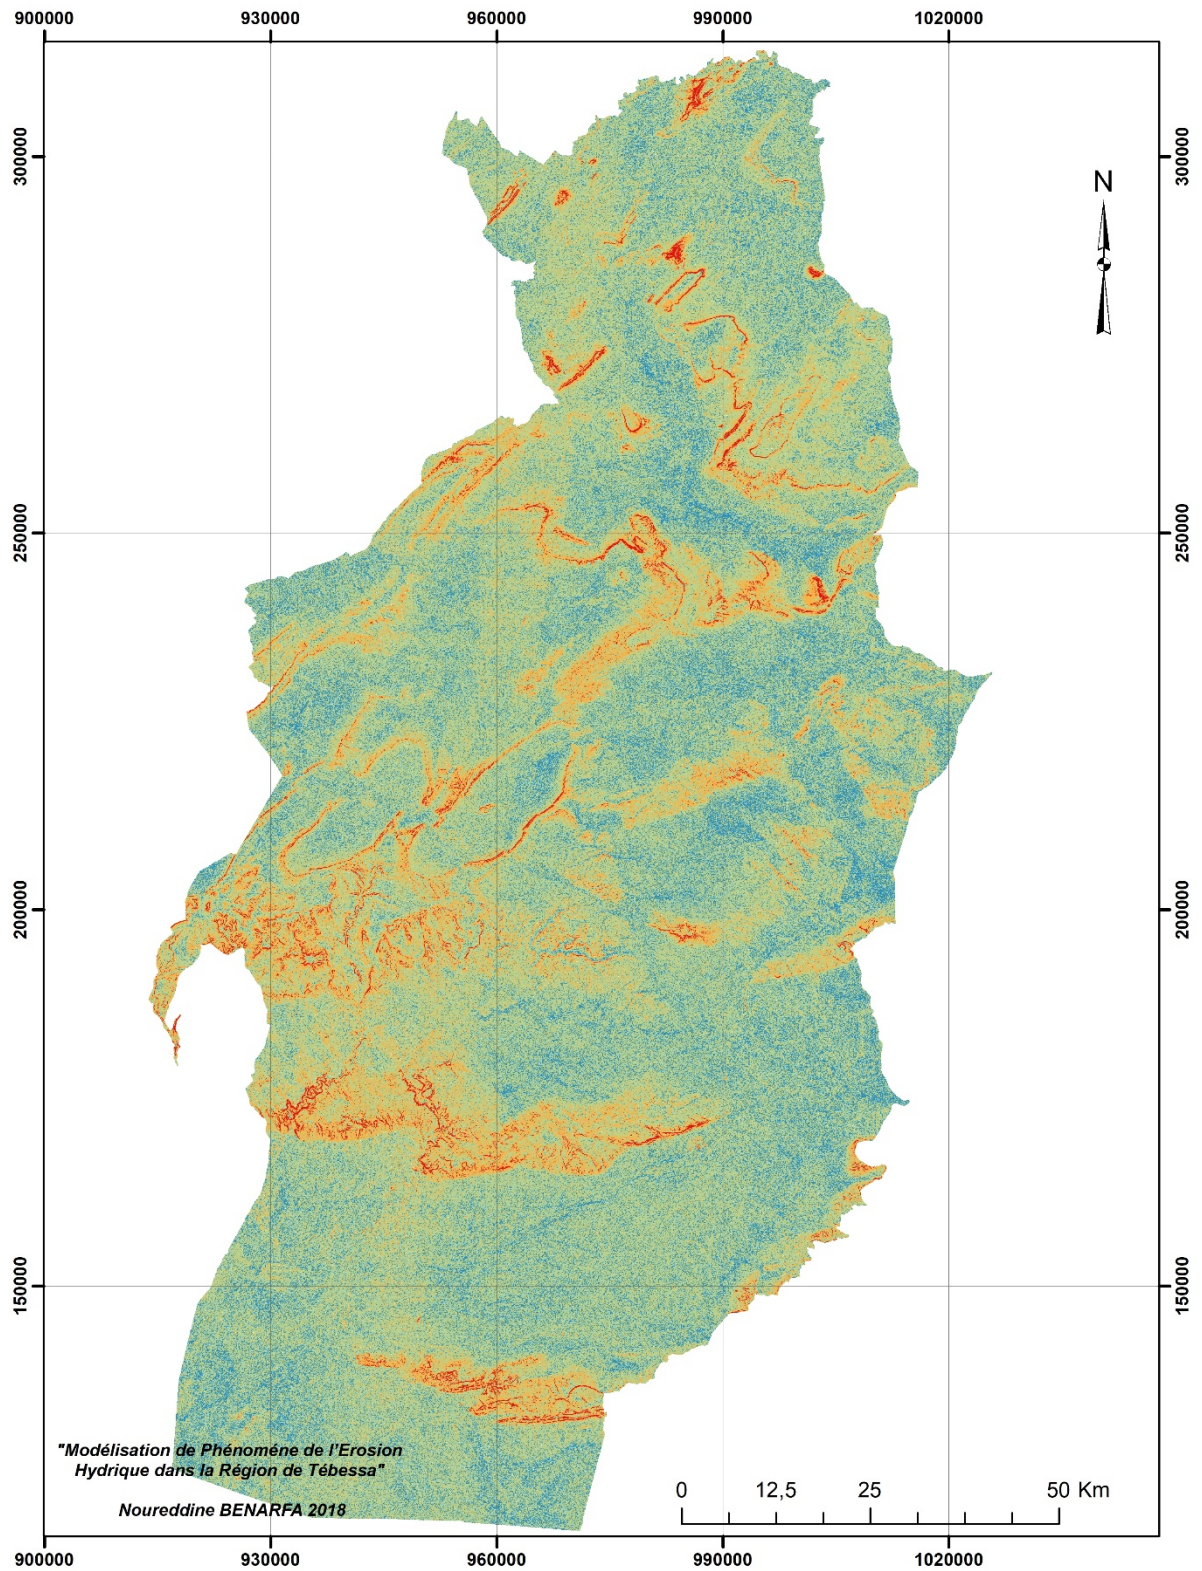 900000 930000 960000 990000 1020000
300000 300000
N
250000 250000
200000 200000
150000 150000
"Modélisation de Phénoméne de l'Erosion
Hydrique dans la Région de Tébessa"
Noureddine BENARFA 2018
0 12,5 25 50 Km
900000 930000 960000 990000 1020000